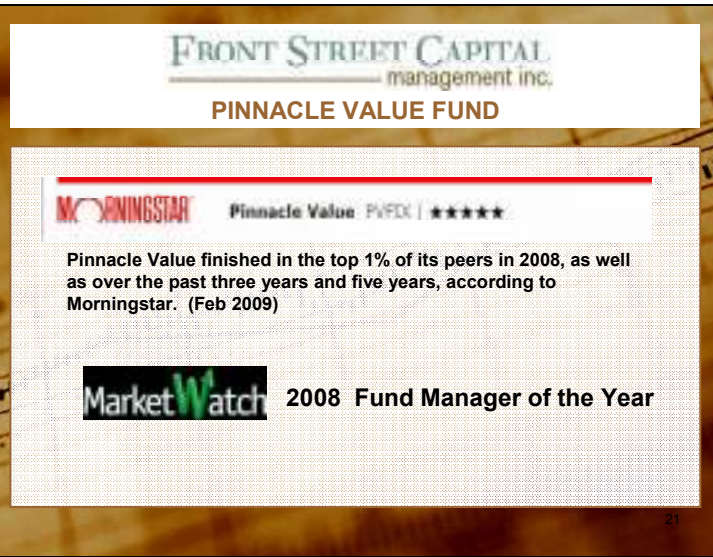 FRONT STREET CAPITAL
management inc.
PINNACLE VALUE FUND
MORNINGSTAR Pinnacle Value PVFIX | ★★★★★
Pinnacle Value finished in the top 1% of its peers in 2008, as well
as over the past three years and five years, according to
Morningstar. (Feb 2009)
MarketWatch 2008 Fund Manager of the Year
21